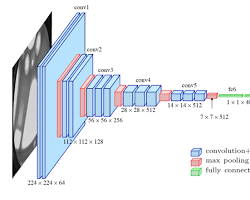 conv1
conv2
conv3
conv4
conv5
fc6
1 × 1 × 40
14 × 14 × 512
28 × 28 × 512
7 × 7 × 512
56 × 56 × 256
112 × 112 × 128
224 × 224 × 64
convolution+
max pooling
fully connect